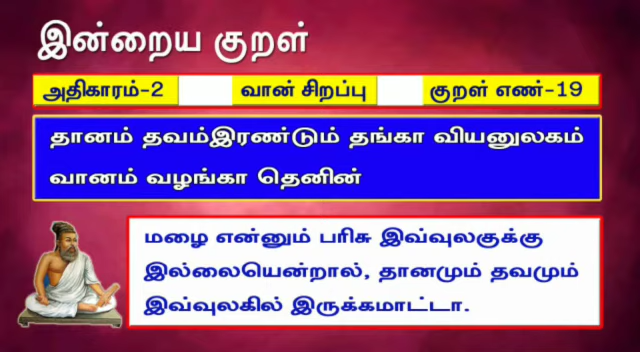 இன்றைய குறள்
அதிகாரம்-2 வான் சிறப்பு குறள் எண்-19
தானம் தவம்இரண்டும் தங்கா வியனுலகம்
வானம் வழங்கா தெனின்
மழை என்னும் பரிசு இவ்வுலகுக்கு
இல்லையென்றால், தானமும் தவமும்
இவ்வுலகில் இருக்கமாட்டா.